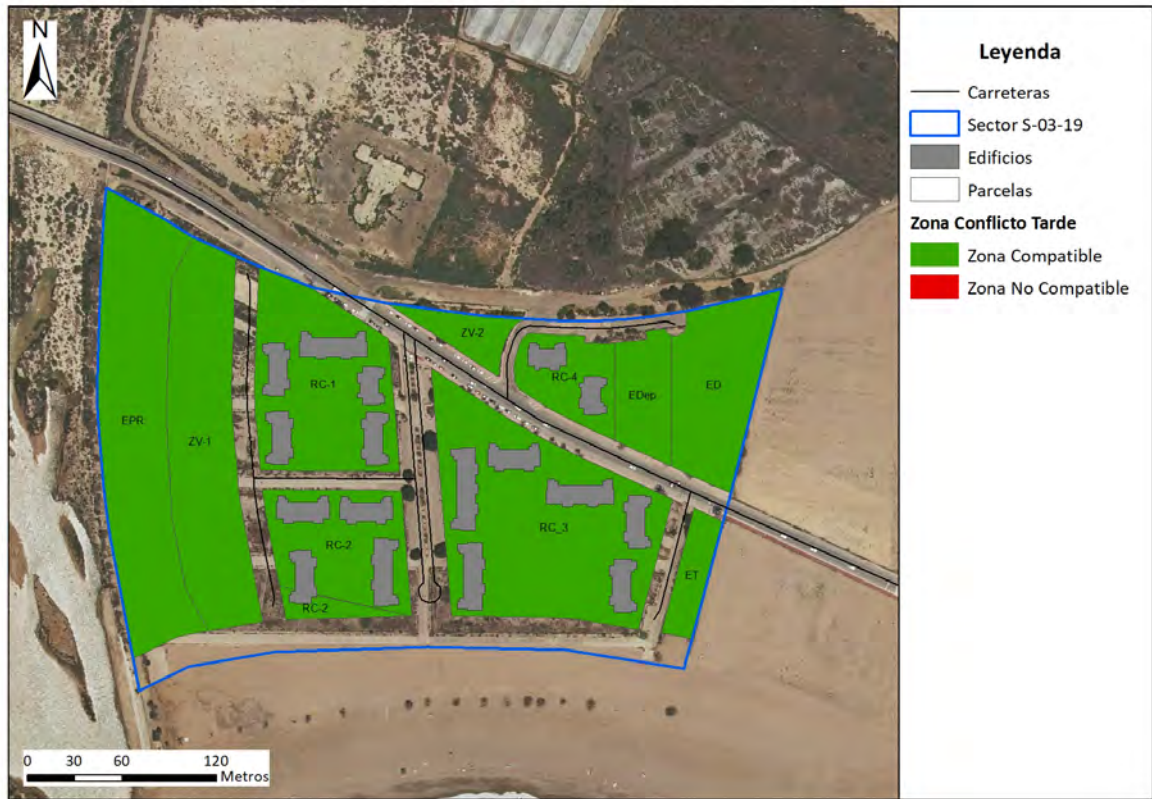 N
Leyenda
Carreteras
Sector S-03-19
Edificios
Parcelas
Zona Conflicto Tarde
Zona Compatible
Zona No Compatible
ZV-2
RC-4
RC-1
EDep
ED
EPR
ZV-1
RC_3
RC-2
ET
RC-2
0 30 60 120
Metros